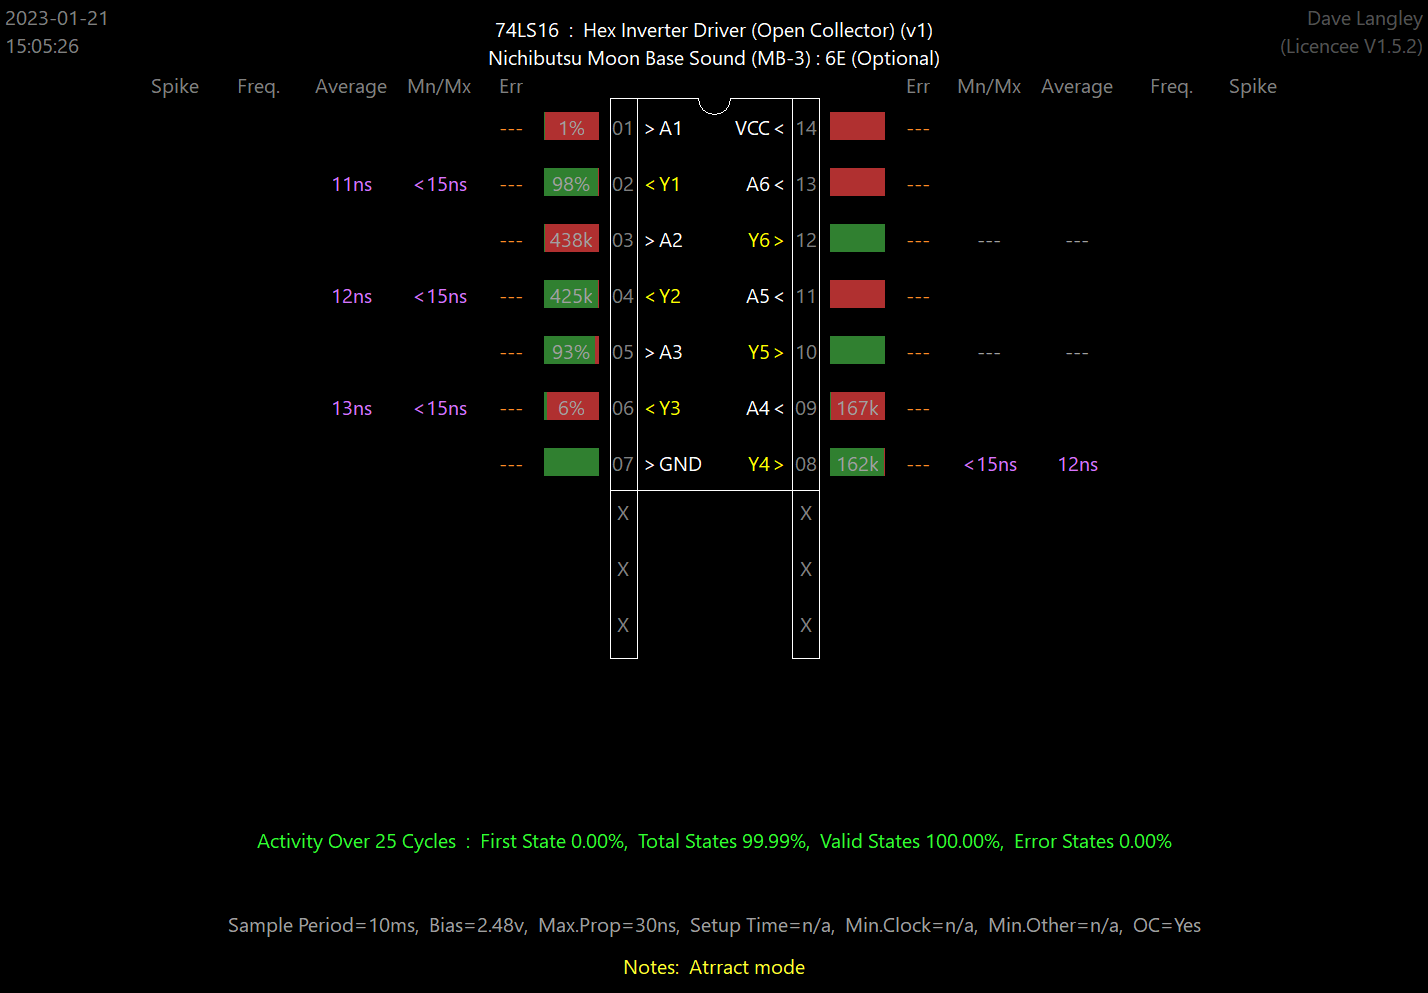 2023-01-21
15:05:26
74LS16 : Hex Inverter Driver (Open Collector) (v1)
Nichibutsu Moon Base Sound (MB-3) : 6E (Optional)
Dave Langley
(Licencee V1.5.2)
Spike Freq. Average Mn/Mx Err Err Mn/Mx Average Freq. Spike
--- 1% 01 >A1 VCC< 14 ---
11ns <15ns --- 98% 02 <Y1 A6< 13 ---
--- 438k 03 >A2 Y6> 12 --- --- ---
12ns <15ns --- 425k 04 <Y2 A5< 11 ---
--- 93% 05 >A3 Y5> 10 --- --- ---
13ns <15ns --- 6% 06 <Y3 A4< 09 167k ---
--- 07 >GND Y4> 08 162k --- <15ns 12ns
X X
X X
X X
Activity Over 25 Cycles : First State 0.00%, Total States 99.99%, Valid States 100.00%, Error States 0.00%
Sample Period=10ms, Bias=2.48v, Max.Prop=30ns, Setup Time=n/a, Min.Clock=n/a, Min.Other=n/a, OC=Yes
Notes: Atrract mode